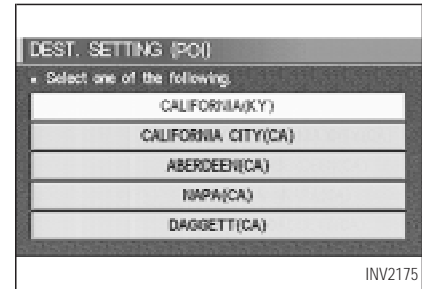 DEST. SETTING (POI)
• Select one of the following.
CALIFORNIA(KY)
CALIFORNIA CITY(CA)
ABERDEEN(CA)
NAPA(CA)
DAGGETT(CA)
INV2175